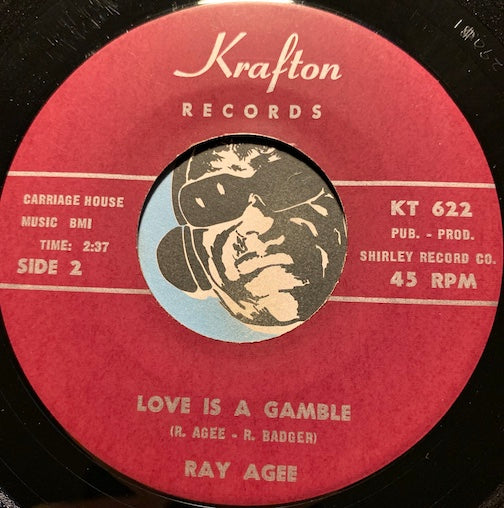 Krafton
RECORDS
CARRIAGE HOUSE
MUSIC BMI
TIME: 2:37
SIDE 2
KT 622
PUB. - PROD.
SHIRLEY RECORD CO.
45 RPM
LOVE IS A GAMBLE
(R. AGEE - R. BADGER)
RAY AGEE